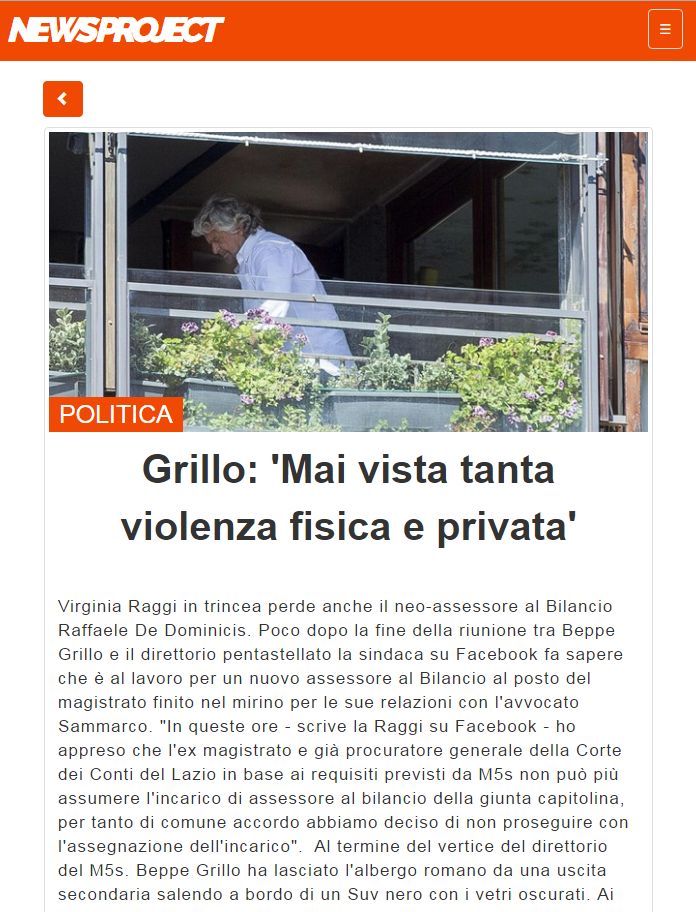 NEWSPROJECT
☰
POLITICA
Grillo: 'Mai vista tanta
violenza fisica e privata'
Virginia Raggi in trincea perde anche il neo-assessore al Bilancio
Raffaele De Dominicis. Poco dopo la fine della riunione tra Beppe
Grillo e il direttorio pentastellato la sindaca su Facebook fa sapere
che è al lavoro per un nuovo assessore al Bilancio al posto del
magistrato finito nel mirino per le sue relazioni con l'avvocato
Sammarco. "In queste ore - scrive la Raggi su Facebook - ho
appreso che l'ex magistrato e già procuratore generale della Corte
dei Conti del Lazio in base ai requisiti previsti da M5s non può più
assumere l'incarico di assessore al bilancio della giunta capitolina,
per tanto di comune accordo abbiamo deciso di non proseguire con
l'assegnazione dell'incarico".  Al termine del vertice del direttorio
del M5s. Beppe Grillo ha lasciato l'albergo romano da una uscita
secondaria salendo a bordo di un Suv nero con i vetri oscurati. Ai